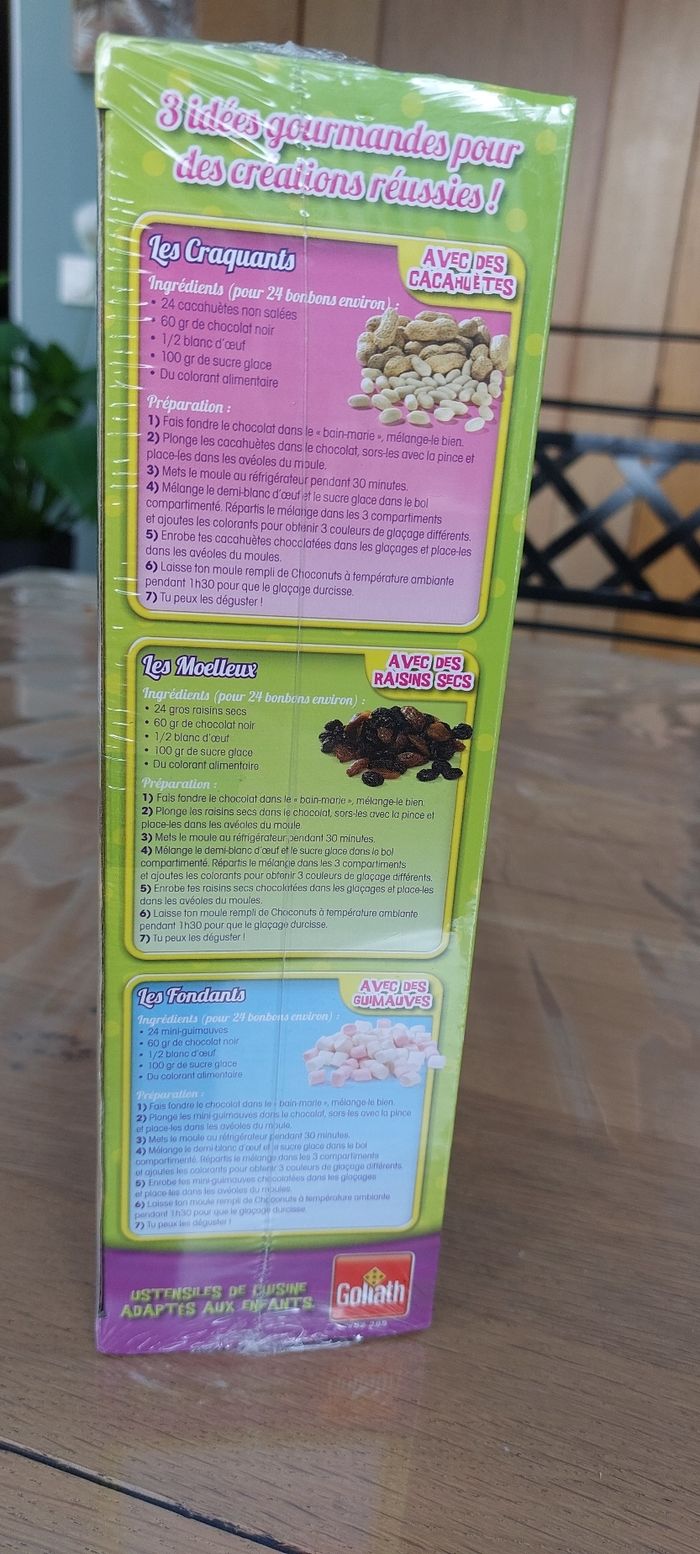 3 idées gourmandes pour
des créations réussies !
Les Craquants
AVEC DES
CACAHUÈTES
Ingrédients (pour 24 bonbons environ) :
• 24 cacahuètes non salées
• 60 gr de chocolat noir
• 1/2 blanc d'œuf
• 100 gr de sucre glace
• Du colorant alimentaire
Préparation :
1) Fais fondre le chocolat dans le « bain-marie », mélange-le bien.
2) Plonge les cacahuètes dans le chocolat, sors-les avec la pince et
place-les dans les avéoles du moule.
3) Mets le moule au réfrigérateur pendant 30 minutes.
4) Mélange le demi-blanc d'œuf et le sucre glace dans le bol
compartimenté. Répartis le mélange dans les 3 compartiments
et ajoutes les colorants pour obtenir 3 couleurs de glaçage différents.
5) Enrobe tes cacahuètes chocolatées dans les glaçages et place-les
dans les avéoles du moules.
6) Laisse ton moule rempli de Choconuts à température ambiante
pendant 1h30 pour que le glaçage durcisse.
7) Tu peux les déguster !
Les Moelleux
AVEC DES
RAISINS SECS
Ingrédients (pour 24 bonbons environ) :
• 24 gros raisins secs
• 60 gr de chocolat noir
• 1/2 blanc d'œuf
• 100 gr de sucre glace
• Du colorant alimentaire
Préparation :
1) Fais fondre le chocolat dans le « bain-marie », mélange-le bien.
2) Plonge les raisins secs dans le chocolat, sors-les avec la pince et
place-les dans les avéoles du moule.
3) Mets le moule au réfrigérateur pendant 30 minutes.
4) Mélange le demi-blanc d'œuf et le sucre glace dans le bol
compartimenté. Répartis le mélange dans les 3 compartiments
et ajoutes les colorants pour obtenir 3 couleurs de glaçage différents.
5) Enrobe tes raisins secs chocolatées dans les glaçages et place-les
dans les avéoles du moules.
6) Laisse ton moule rempli de Choconuts à température ambiante
pendant 1h30 pour que le glaçage durcisse.
7) Tu peux les déguster !
Les Fondants
AVEC DES
GUIMAUVES
Ingrédients (pour 24 bonbons environ) :
• 24 mini-guimauves
• 60 gr de chocolat noir
• 1/2 blanc d'œuf
• 100 gr de sucre glace
• Du colorant alimentaire
Préparation :
1) Fais fondre le chocolat dans le « bain-marie », mélange-le bien.
2) Plonge les mini-guimauves dans le chocolat, sors-les avec la pince
et place-les dans les avéoles du moule.
3) Mets le moule au réfrigérateur pendant 30 minutes.
4) Mélange le demi-blanc d'œuf et le sucre glace dans le bol
compartimenté. Répartis le mélange dans les 3 compartiments
et ajoutes les colorants pour obtenir 3 couleurs de glaçage différents.
5) Enrobe tes mini-guimauves chocolatées dans les glaçages
et place-les dans les avéoles du moules.
6) Laisse ton moule rempli de Choconuts à température ambiante
pendant 1h30 pour que le glaçage durcisse.
7) Tu peux les déguster !
USTENSILES DE CUISINE
ADAPTÉS AUX ENFANTS
Goliath